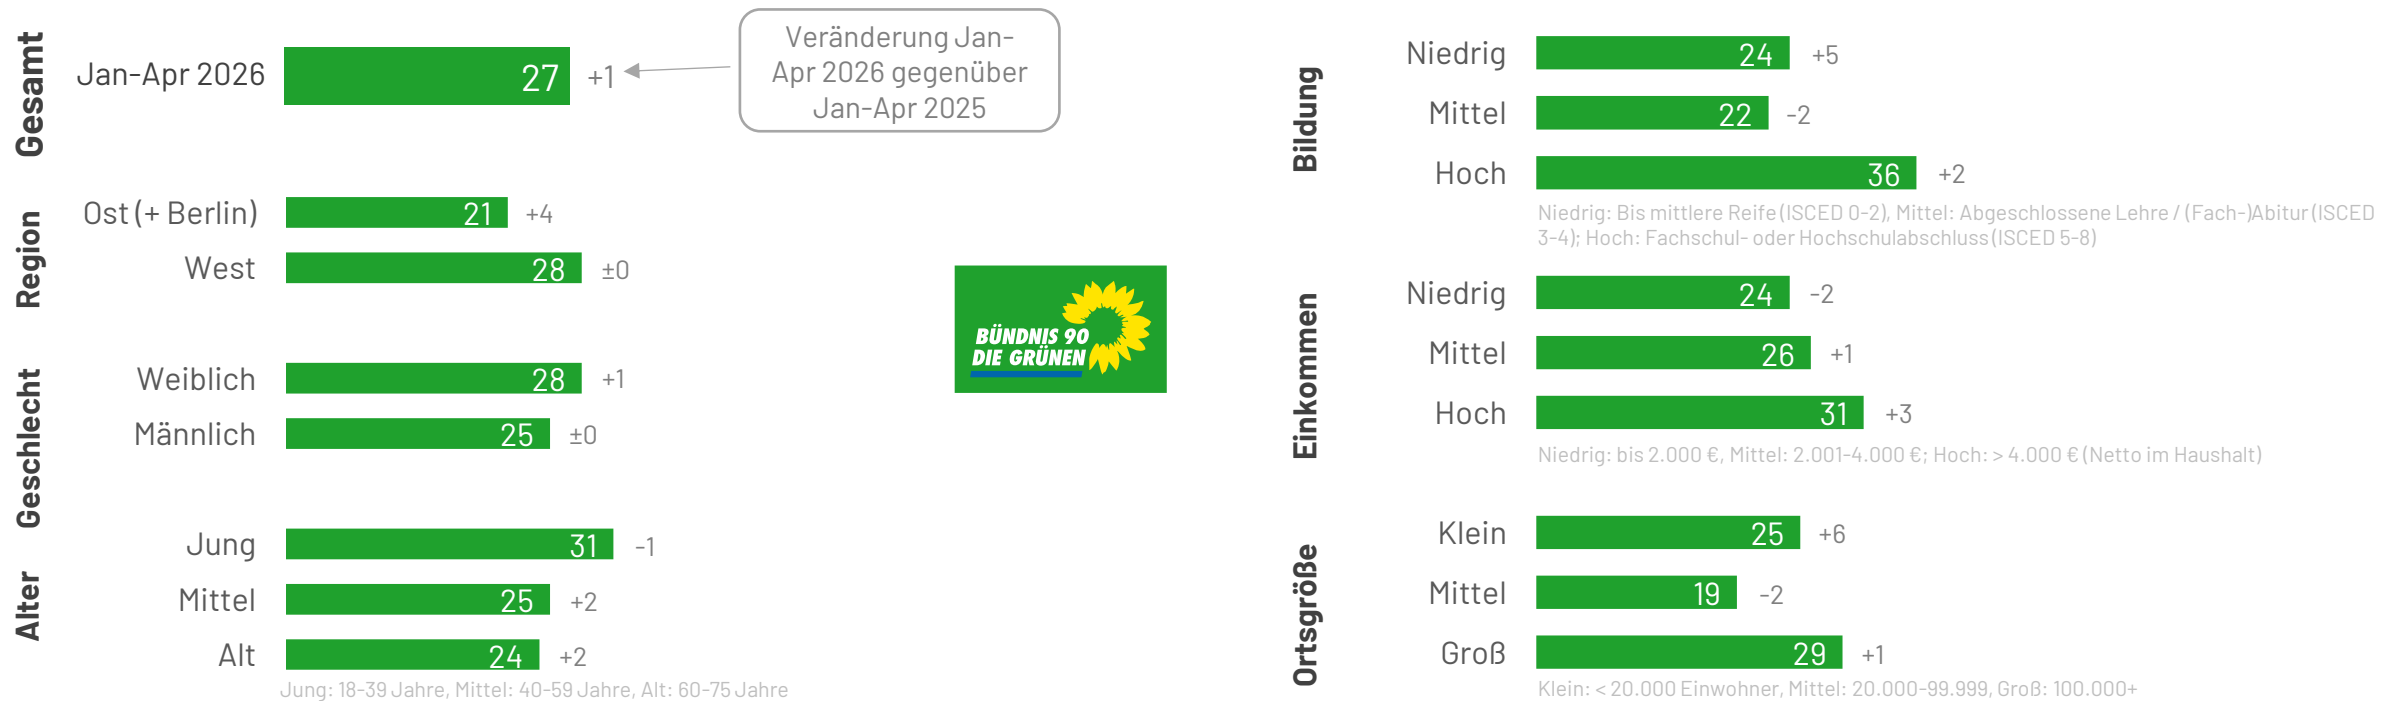 Gesamt
Jan-Apr 2026 27 +1
Veränderung Jan-
Apr 2026 gegenüber
Jan-Apr 2025
Region
Ost (+ Berlin) 21 +4
West 28 ±0
Geschlecht
Weiblich 28 +1
Männlich 25 ±0
Alter
Jung 31 -1
Mittel 25 +2
Alt 24 +2
Jung: 18-39 Jahre, Mittel: 40-59 Jahre, Alt: 60-75 Jahre
BÜNDNIS 90
DIE GRÜNEN
Bildung
Niedrig 24 +5
Mittel 22 -2
Hoch 36 +2
Niedrig: Bis mittlere Reife (ISCED 0-2), Mittel: Abgeschlossene Lehre / (Fach-)Abitur (ISCED
3-4); Hoch: Fachschul- oder Hochschulabschluss (ISCED 5-8)
Einkommen
Niedrig 24 -2
Mittel 26 +1
Hoch 31 +3
Niedrig: bis 2.000 €, Mittel: 2.001-4.000 €; Hoch: > 4.000 € (Netto im Haushalt)
Ortsgröße
Klein 25 +6
Mittel 19 -2
Groß 29 +1
Klein: < 20.000 Einwohner, Mittel: 20.000-99.999, Groß: 100.000+